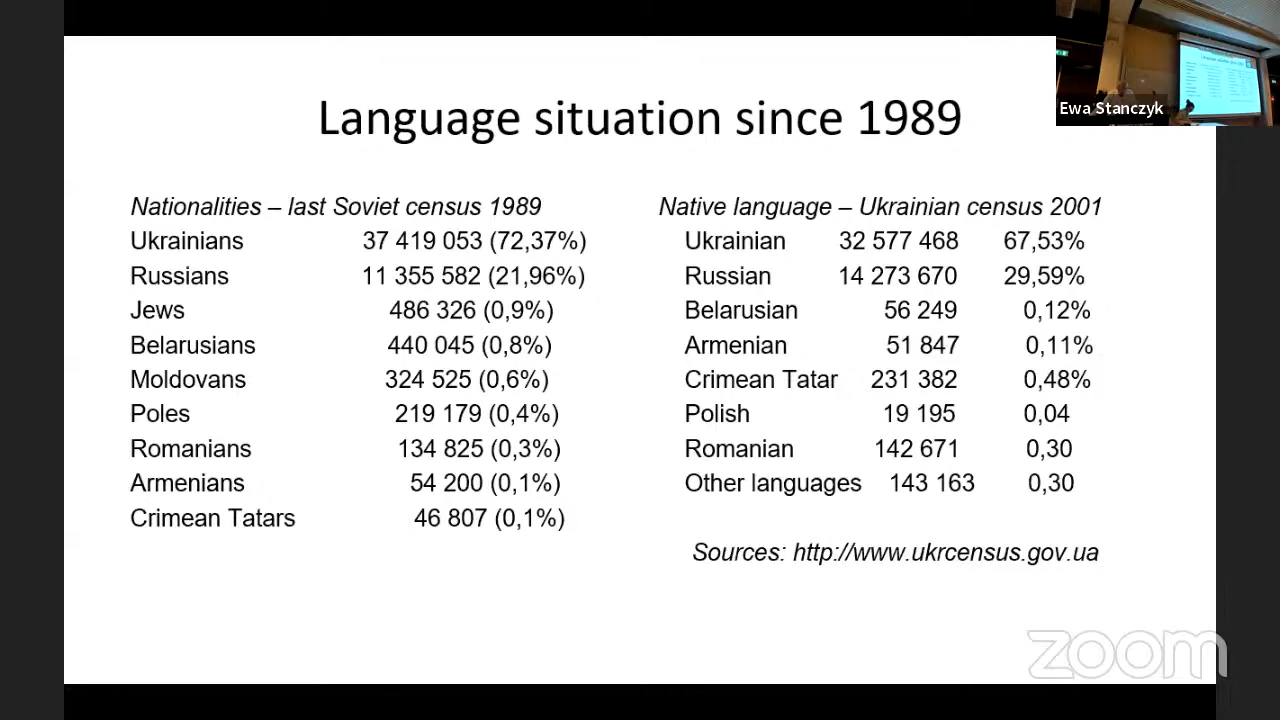 Ewa Stanczyk
Language situation since 1989
Nationalities – last Soviet census 1989
Ukrainians 37 419 053 (72,37%)
Russians 11 355 582 (21,96%)
Jews 486 326 (0,9%)
Belarusians 440 045 (0,8%)
Moldovans 324 525 (0,6%)
Poles 219 179 (0,4%)
Romanians 134 825 (0,3%)
Armenians 54 200 (0,1%)
Crimean Tatars 46 807 (0,1%)
Native language – Ukrainian census 2001
Ukrainian 32 577 468 67,53%
Russian 14 273 670 29,59%
Belarusian 56 249 0,12%
Armenian 51 847 0,11%
Crimean Tatar 231 382 0,48%
Polish 19 195 0,04
Romanian 142 671 0,30
Other languages 143 163 0,30
Sources: http://www.ukrcensus.gov.ua
zoom